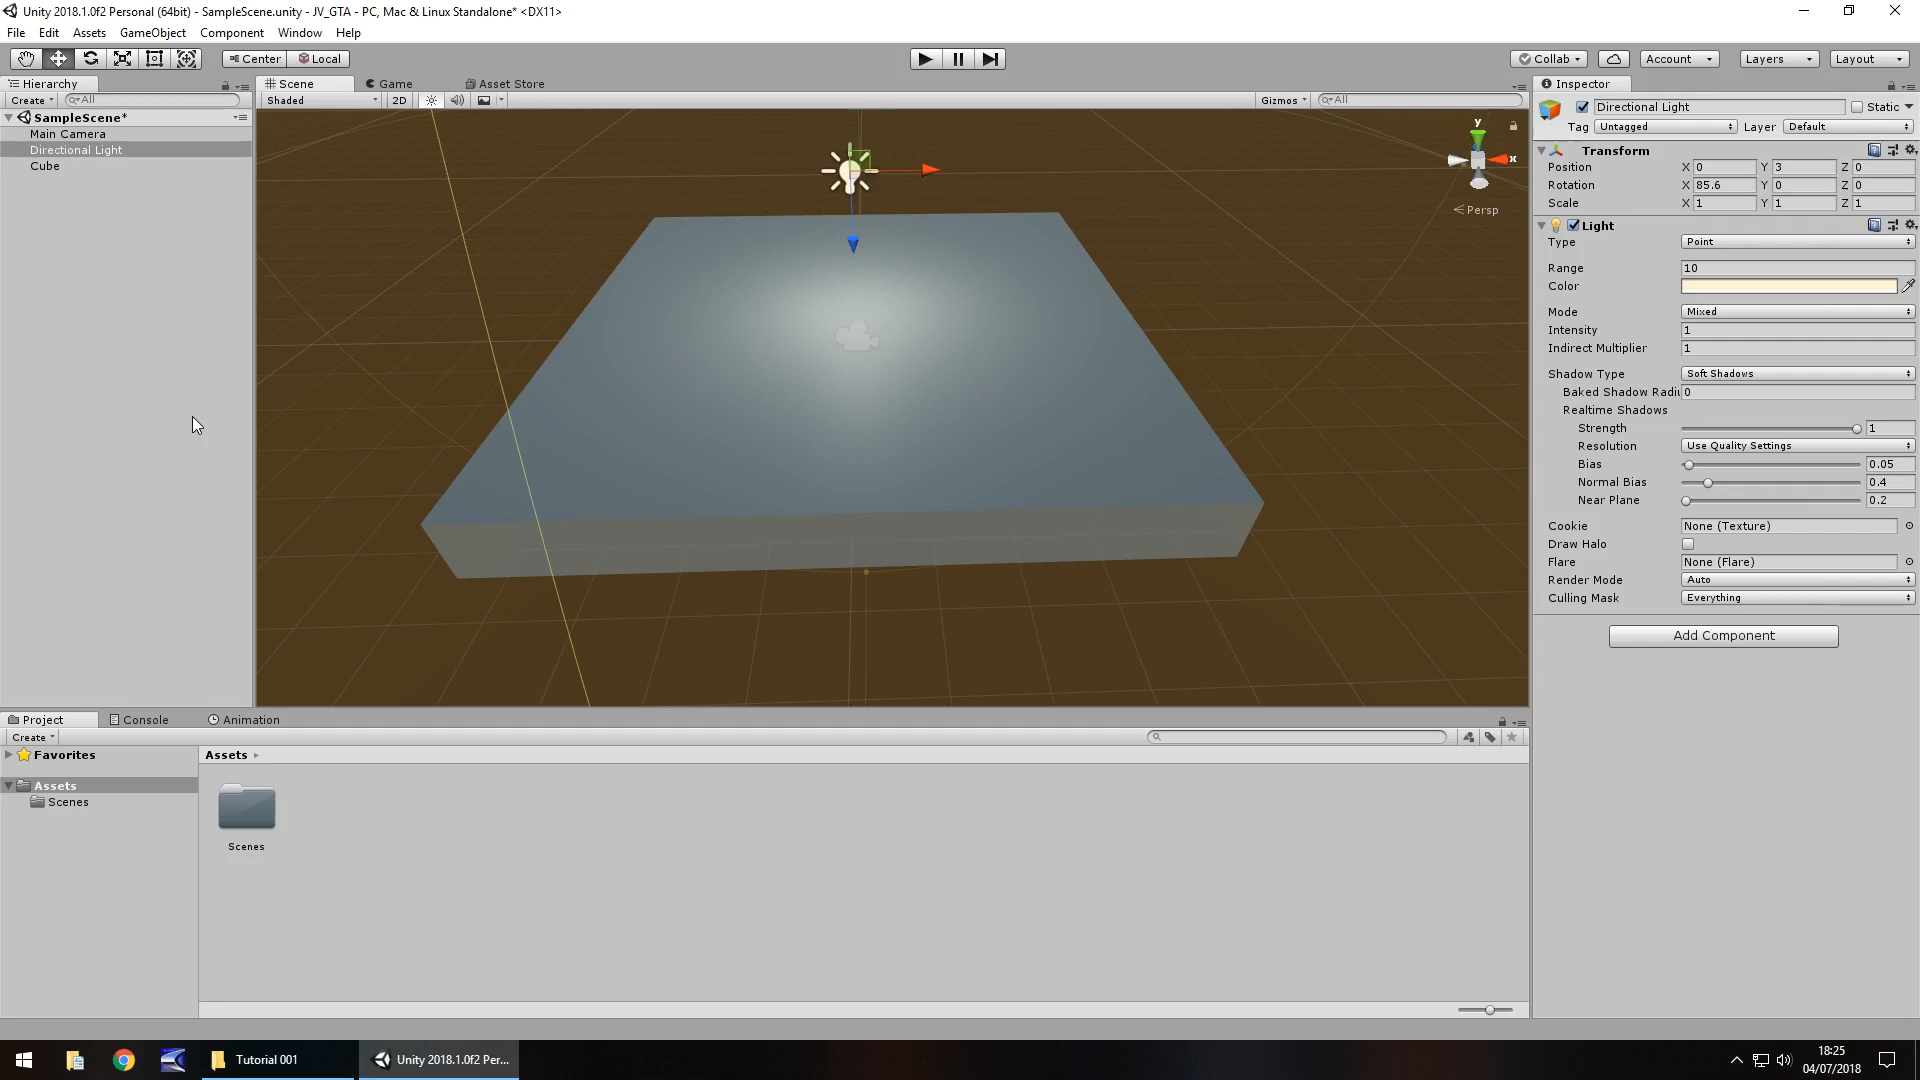 Unity 2018.1.0f2 Personal (64bit) - SampleScene.unity - JV_GTA - PC, Mac & Linux Standalone* <DX11>
File Edit Assets GameObject Component Window Help
Center Local Collab Account Layers Layout
Hierarchy Scene Game Asset Store Inspector
Create All Shaded 2D Gizmos All
SampleScene*
Main Camera
Directional Light
Cube
y
x
Persp
Directional Light Static
Tag Untagged Layer Default
Transform
Position X 0 Y 3 Z 0
Rotation X 85.6 Y 0 Z 0
Scale X 1 Y 1 Z 1
Light
Type Point
Range 10
Color
Mode Mixed
Intensity 1
Indirect Multiplier 1
Shadow Type Soft Shadows
Baked Shadow Radiu 0
Realtime Shadows
Strength 1
Resolution Use Quality Settings
Bias 0.05
Normal Bias 0.4
Near Plane 0.2
Cookie None (Texture)
Draw Halo
Flare None (Flare)
Render Mode Auto
Culling Mask Everything
Add Component
Project Console Animation
Create
Favorites
Assets
Scenes
Assets
Scenes
Tutorial 001 Unity 2018.1.0f2 Per...
18:25
04/07/2018